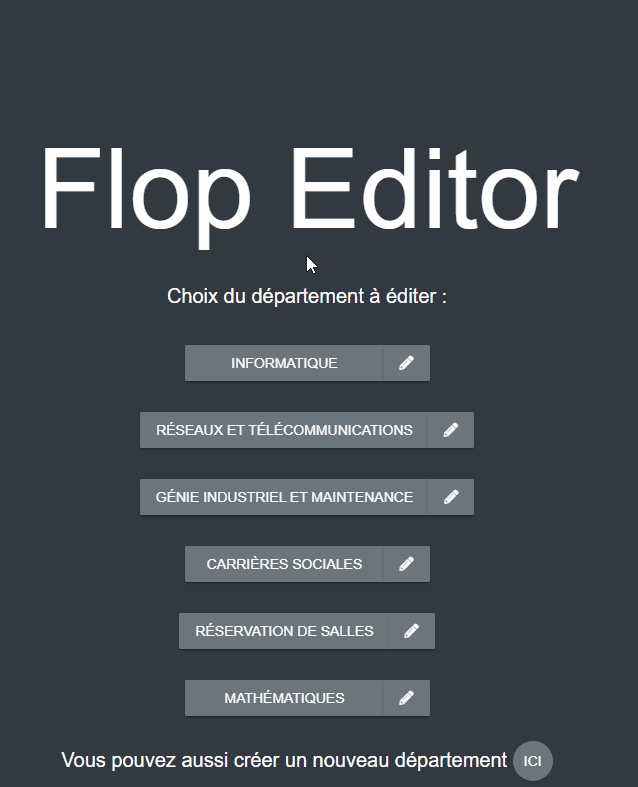 Flop Editor
Choix du département à éditer :
INFORMATIQUE
RÉSEAUX ET TÉLÉCOMMUNICATIONS
GÉNIE INDUSTRIEL ET MAINTENANCE
CARRIÈRES SOCIALES
RÉSERVATION DE SALLES
MATHÉMATIQUES
Vous pouvez aussi créer un nouveau département ICI